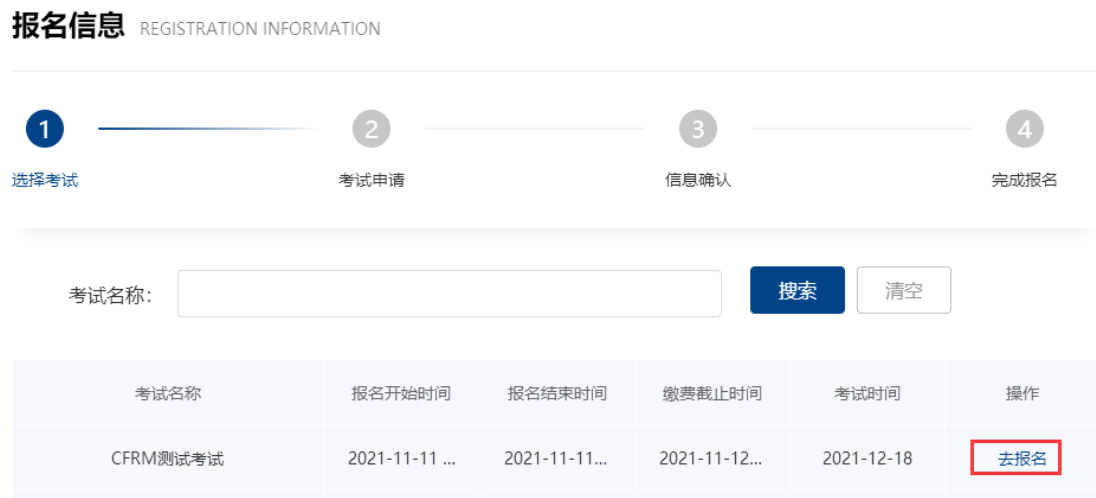 报名信息 REGISTRATION INFORMATION
1 2 3 4
选择考试 考试申请 信息确认 完成报名
考试名称： 搜索 清空
考试名称 报名开始时间 报名结束时间 缴费截止时间 考试时间 操作
CFRM测试考试 2021-11-11 ... 2021-11-11... 2021-11-12... 2021-12-18 去报名